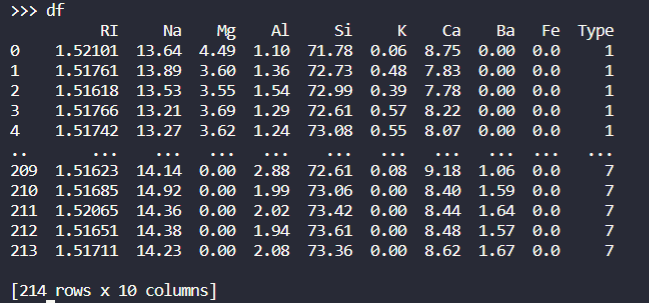 >>> df
          RI     Na    Mg    Al     Si     K    Ca    Ba   Fe  Type
0    1.52101  13.64  4.49  1.10  71.78  0.06  8.75  0.00  0.0     1
1    1.51761  13.89  3.60  1.36  72.73  0.48  7.83  0.00  0.0     1
2    1.51618  13.53  3.55  1.54  72.99  0.39  7.78  0.00  0.0     1
3    1.51766  13.21  3.69  1.29  72.61  0.57  8.22  0.00  0.0     1
4    1.51742  13.27  3.62  1.24  73.08  0.55  8.07  0.00  0.0     1
..       ...    ...   ...   ...    ...   ...   ...   ...  ...   ...
209  1.51623  14.14  0.00  2.88  72.61  0.08  9.18  1.06  0.0     7
210  1.51685  14.92  0.00  1.99  73.06  0.00  8.40  1.59  0.0     7
211  1.52065  14.36  0.00  2.02  73.42  0.00  8.44  1.64  0.0     7
212  1.51651  14.38  0.00  1.94  73.61  0.00  8.48  1.57  0.0     7
213  1.51711  14.23  0.00  2.08  73.36  0.00  8.62  1.67  0.0     7
[214 rows x 10 columns]